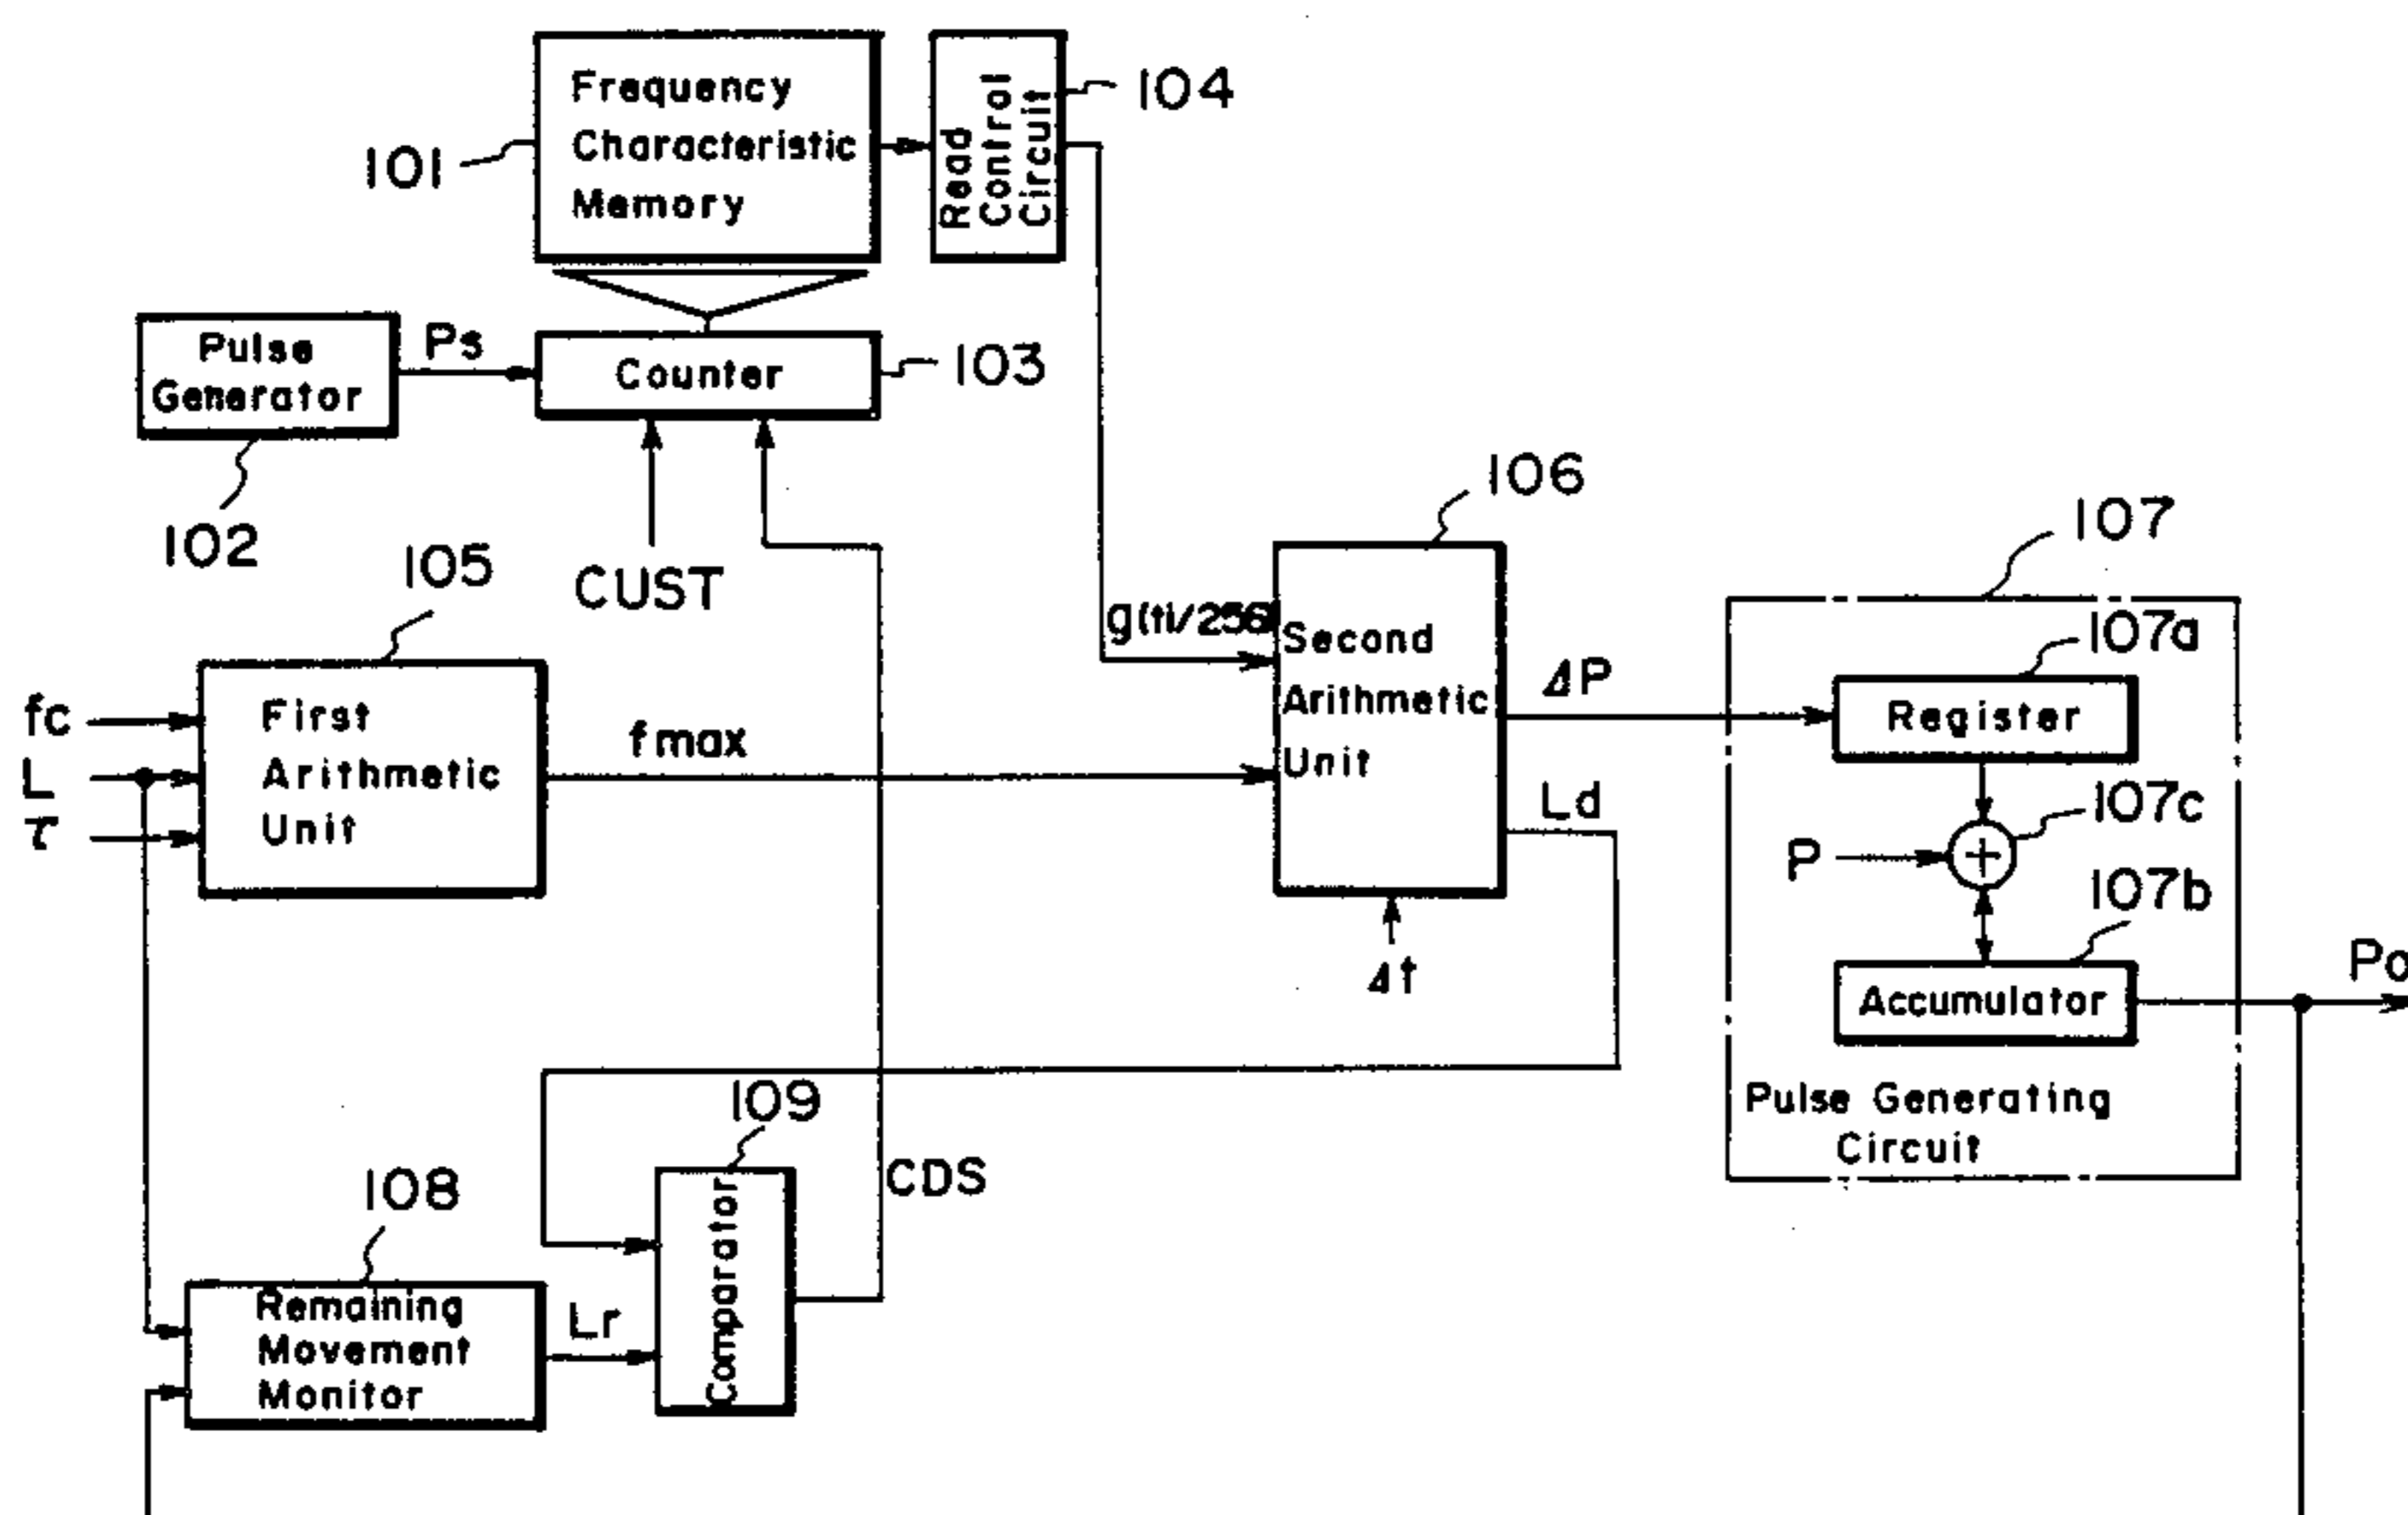 Frequency
Characteristic
Memory
Read
Control
Circuit
104
101
Pulse
Generator
Ps
Counter
103
102
CUST
105
106
107
fc
L
τ
First
Arithmetic
Unit
fmax
g(ti/256)
Second
Arithmetic
Unit
ΔP
Ld
Δt
107a
Register
107c
P
+
107b
Accumulator
Po
Pulse Generating
Circuit
109
Comparator
CDS
108
Remaining
Movement
Monitor
Lr